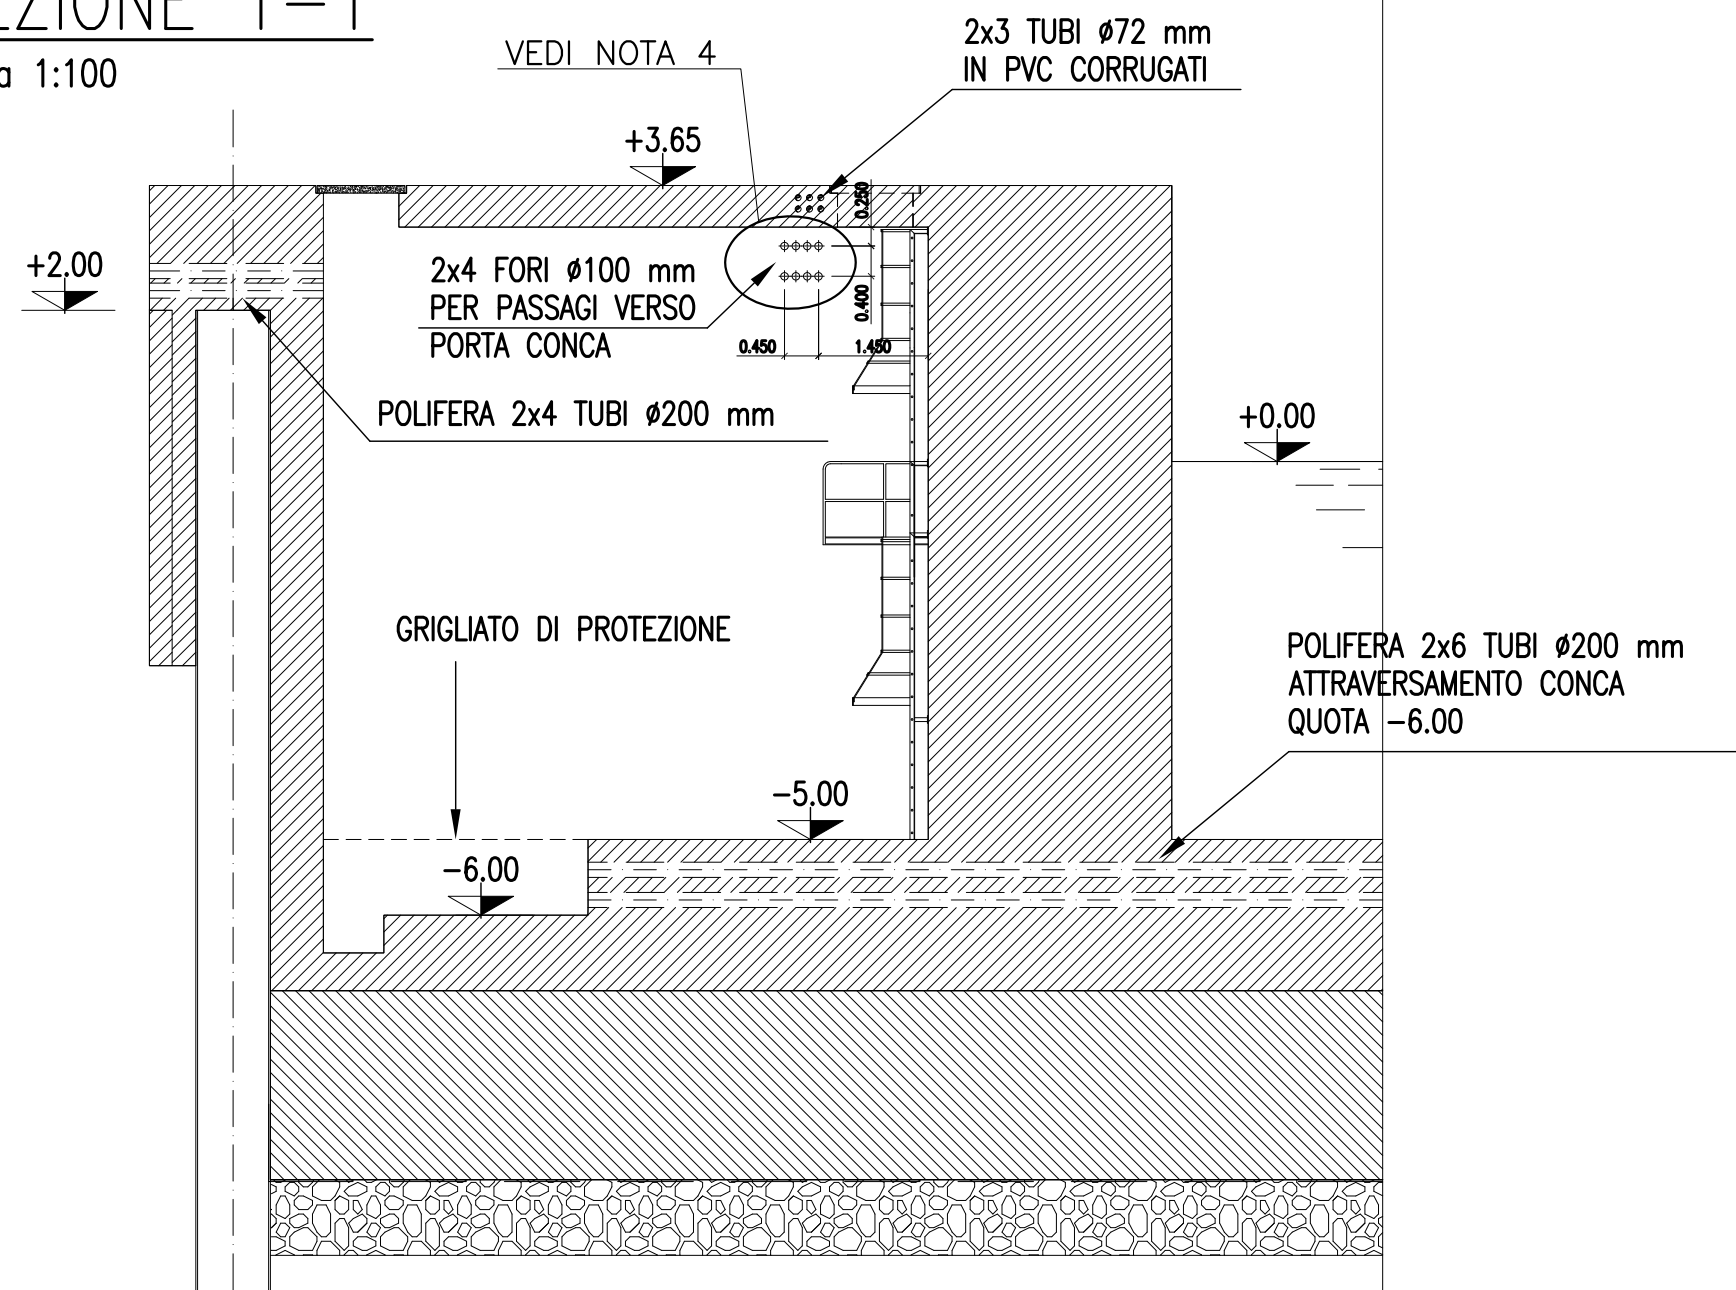 1-1
1:100
VEDI NOTA 4
2x3 TUBI ø72 mm
IN PVC CORRUGATI
+3.65
0.250
+2.00
2x4 FORI ø100 mm
PER PASSAGI VERSO
PORTA CONCA
0.400
0.450
1.450
POLIFERA 2x4 TUBI ø200 mm
+0.00
GRIGLIATO DI PROTEZIONE
POLIFERA 2x6 TUBI ø200 mm
ATTRAVERSAMENTO CONCA
QUOTA -6.00
-5.00
-6.00